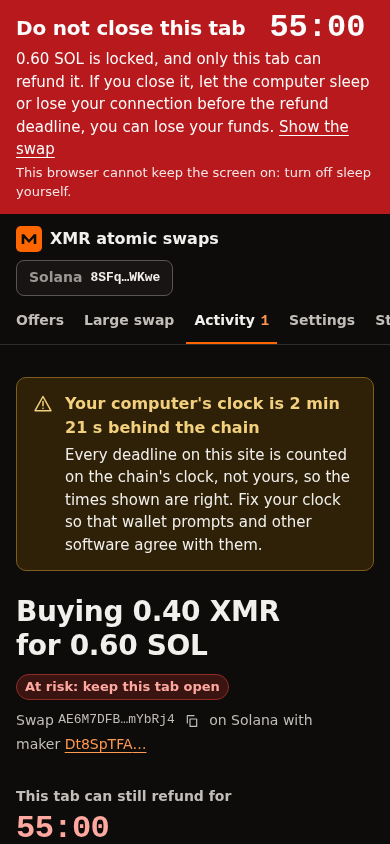 Do not close this tab 55:00
0.60 SOL is locked, and only this tab can
refund it. If you close it, let the computer sleep
or lose your connection before the refund
deadline, you can lose your funds. Show the
swap
This browser cannot keep the screen on: turn off sleep
yourself.
XMR atomic swaps
Solana 8SFq…WKwe
Offers Large swap Activity 1 Settings St
Your computer's clock is 2 min
21 s behind the chain
Every deadline on this site is counted
on the chain's clock, not yours, so the
times shown are right. Fix your clock
so that wallet prompts and other
software agree with them.
Buying 0.40 XMR
for 0.60 SOL
At risk: keep this tab open
Swap AE6M7DFB…mYbRj4 on Solana with
maker Dt8SpTFA…
This tab can still refund for
55:00